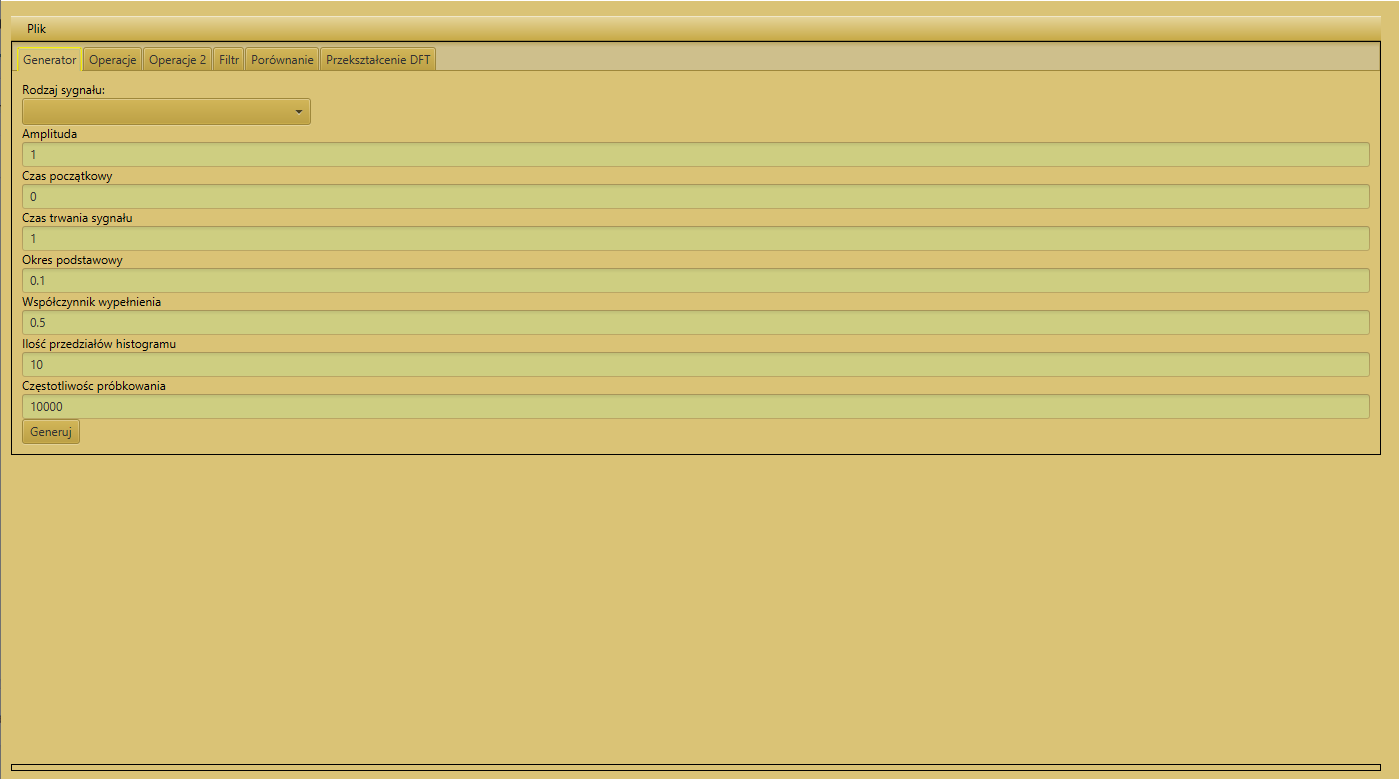 Plik
Generator Operacje Operacje 2 Filtr Porównanie Przekształcenie DFT
Rodzaj sygnału:
Amplituda
1
Czas początkowy
0
Czas trwania sygnału
1
Okres podstawowy
0.1
Współczynnik wypełnienia
0.5
Ilość przedziałów histogramu
10
Częstotliwośc próbkowania
10000
Generuj